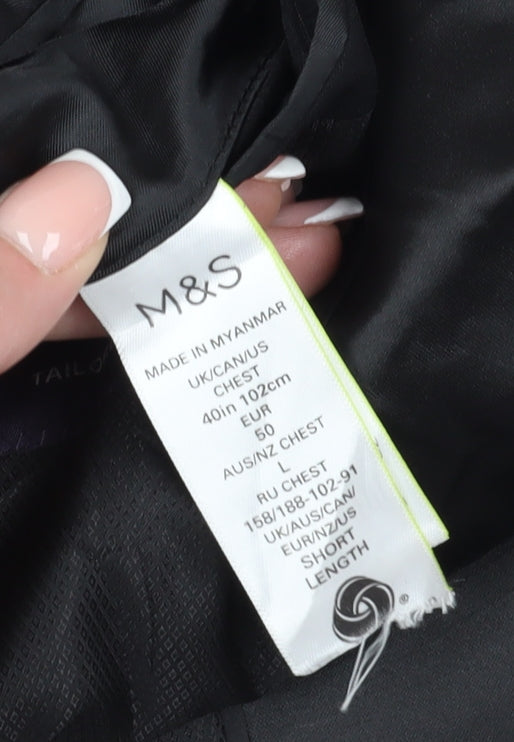 M&S
MADE IN MYANMAR
UK/CAN/US
CHEST
40in 102cm
EUR
50
AUS/NZ CHEST
L
RU CHEST
158/188-102-91
UK/AUS/CAN/
EUR/NZ/US
SHORT
LENGTH
®